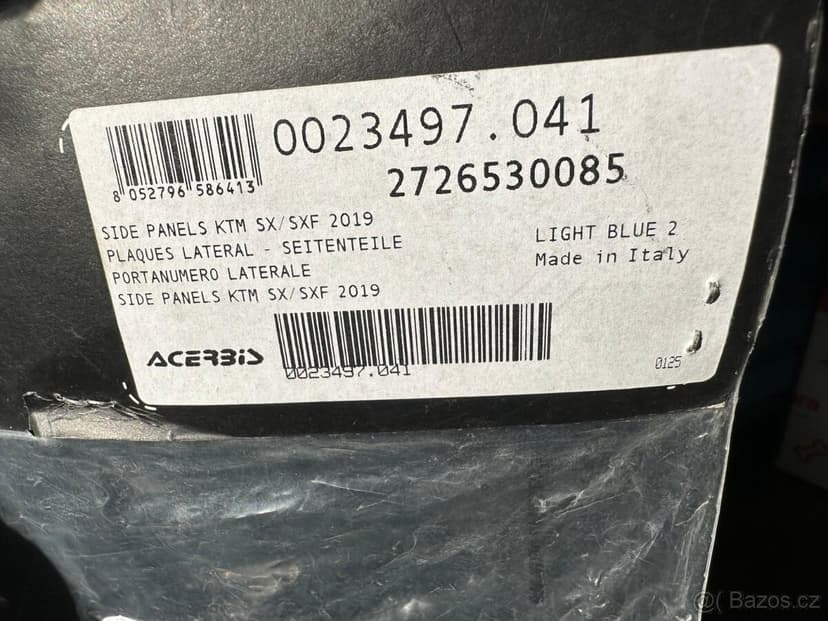 0023497.041
2726530085
8 052796 586413
SIDE PANELS KTM SX/SXF 2019
PLAQUES LATERAL - SEITENTEILE
PORTANUMERO LATERALE
SIDE PANELS KTM SX/SXF 2019
LIGHT BLUE 2
Made in Italy
ACERBIS
0023497.041
0125
Bazos.cz